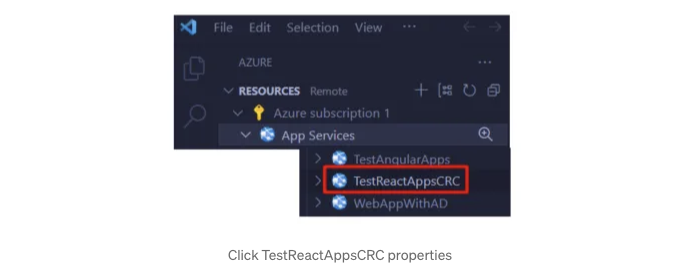 File Edit Selection View ···
AZURE ···
RESOURCES Remote
Azure subscription 1
App Services
TestAngularApps
TestReactAppsCRC
WebAppWithAD
Click TestReactAppsCRC properties